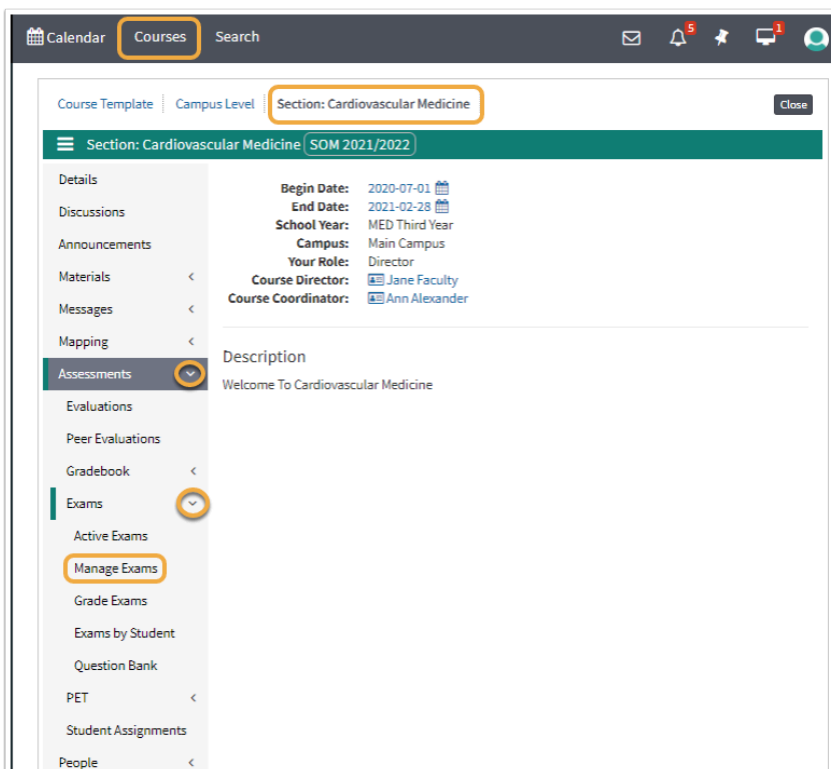 Calendar Courses Search 5 1
Course Template Campus Level Section: Cardiovascular Medicine Close
Section: Cardiovascular Medicine SOM 2021/2022
Details
Discussions
Announcements
Materials
Messages
Mapping
Assessments
Evaluations
Peer Evaluations
Gradebook
Exams
Active Exams
Manage Exams
Grade Exams
Exams by Student
Question Bank
PET
Student Assignments
People
Begin Date: 2020-07-01
End Date: 2021-02-28
School Year: MED Third Year
Campus: Main Campus
Your Role: Director
Course Director: Jane Faculty
Course Coordinator: Ann Alexander
Description
Welcome To Cardiovascular Medicine